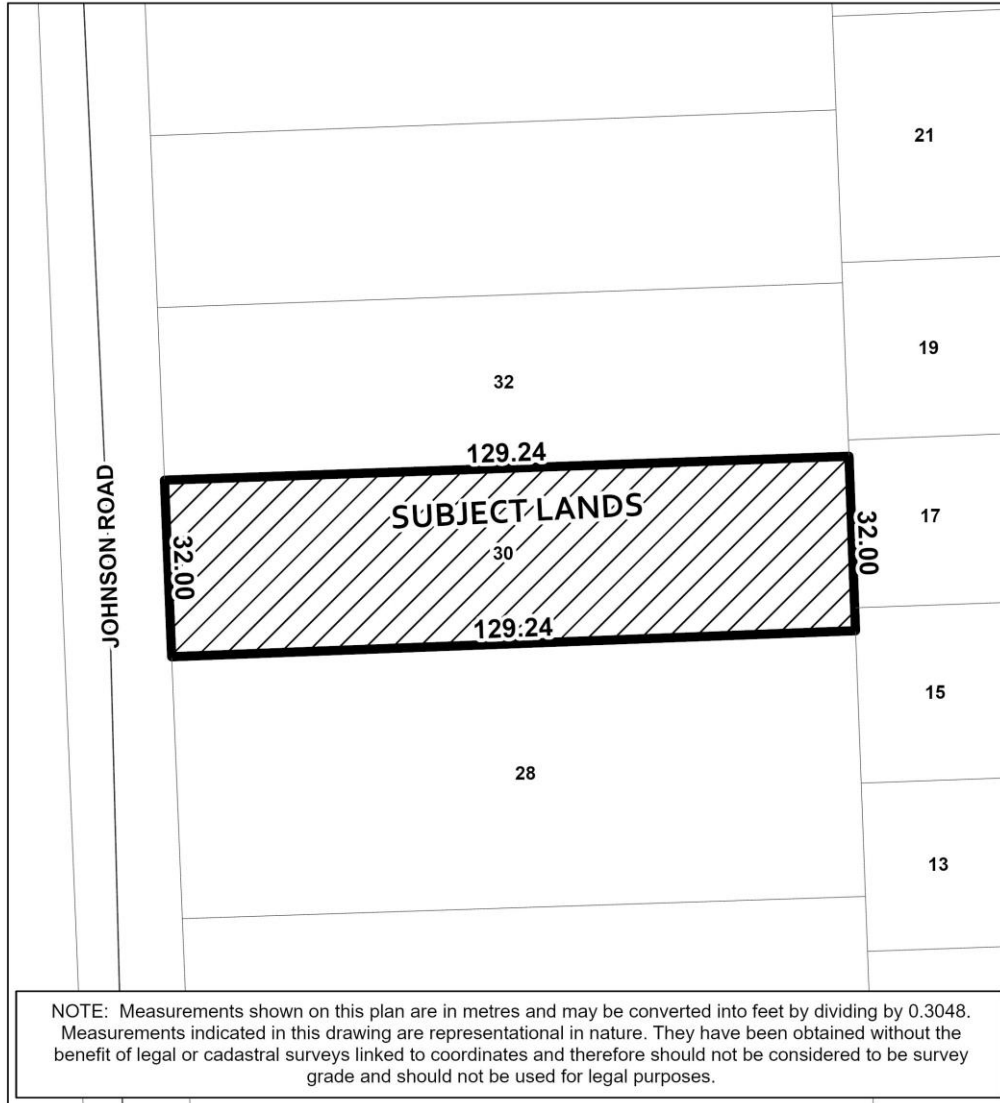 21
19
32
129.24
JOHNSON ROAD
SUBJECT LANDS
17
32.00
30
32.00
129.24
15
28
13
NOTE: Measurements shown on this plan are in metres and may be converted into feet by dividing by 0.3048.
Measurements indicated in this drawing are representational in nature. They have been obtained without the
benefit of legal or cadastral surveys linked to coordinates and therefore should not be considered to be survey
grade and should not be used for legal purposes.